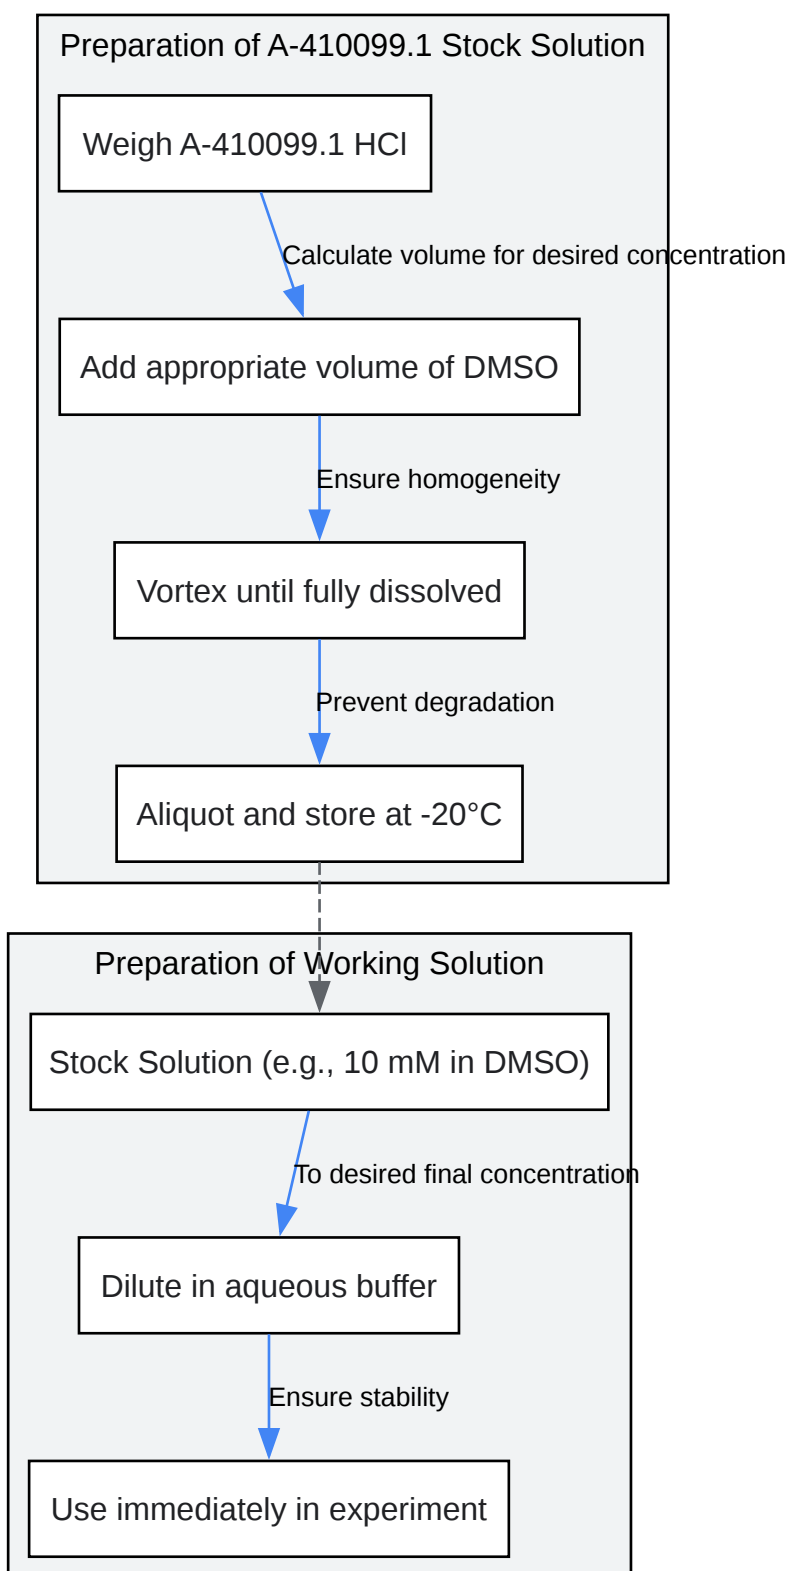 Preparation of A-410099.1 Stock Solution
Weigh A-410099.1 HCl
Calculate volume for desired concentration
Add appropriate volume of DMSO
Ensure homogeneity
Vortex until fully dissolved
Prevent degradation
Aliquot and store at -20°C
Preparation of Working Solution
Stock Solution (e.g., 10 mM in DMSO)
To desired final concentration
Dilute in aqueous buffer
Ensure stability
Use immediately in experiment